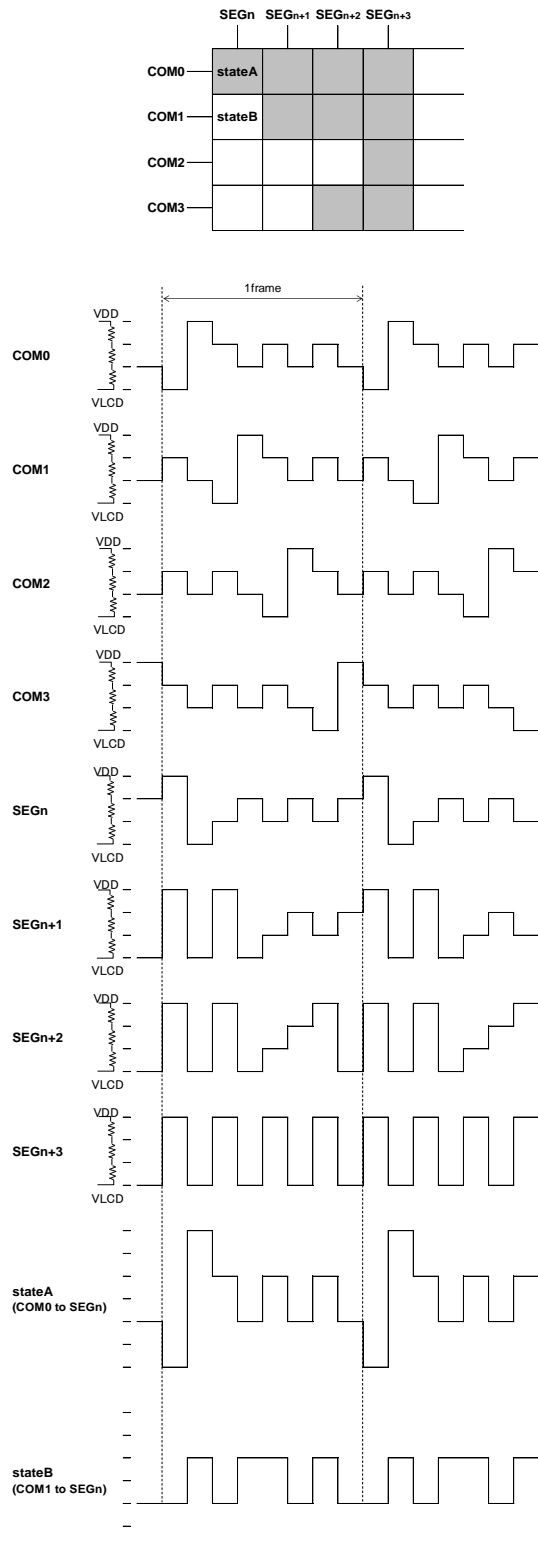 SEGn SEGn+1 SEGn+2 SEGn+3
COM0 stateA
COM1 stateB
COM2
COM3
1frame
VDD
COM0
VLCD
VDD
COM1
VLCD
VDD
COM2
VLCD
VDD
COM3
VLCD
VDD
SEGn
VLCD
VDD
SEGn+1
VLCD
VDD
SEGn+2
VLCD
VDD
SEGn+3
VLCD
stateA
(COM0 to SEGn)
stateB
(COM1 to SEGn)